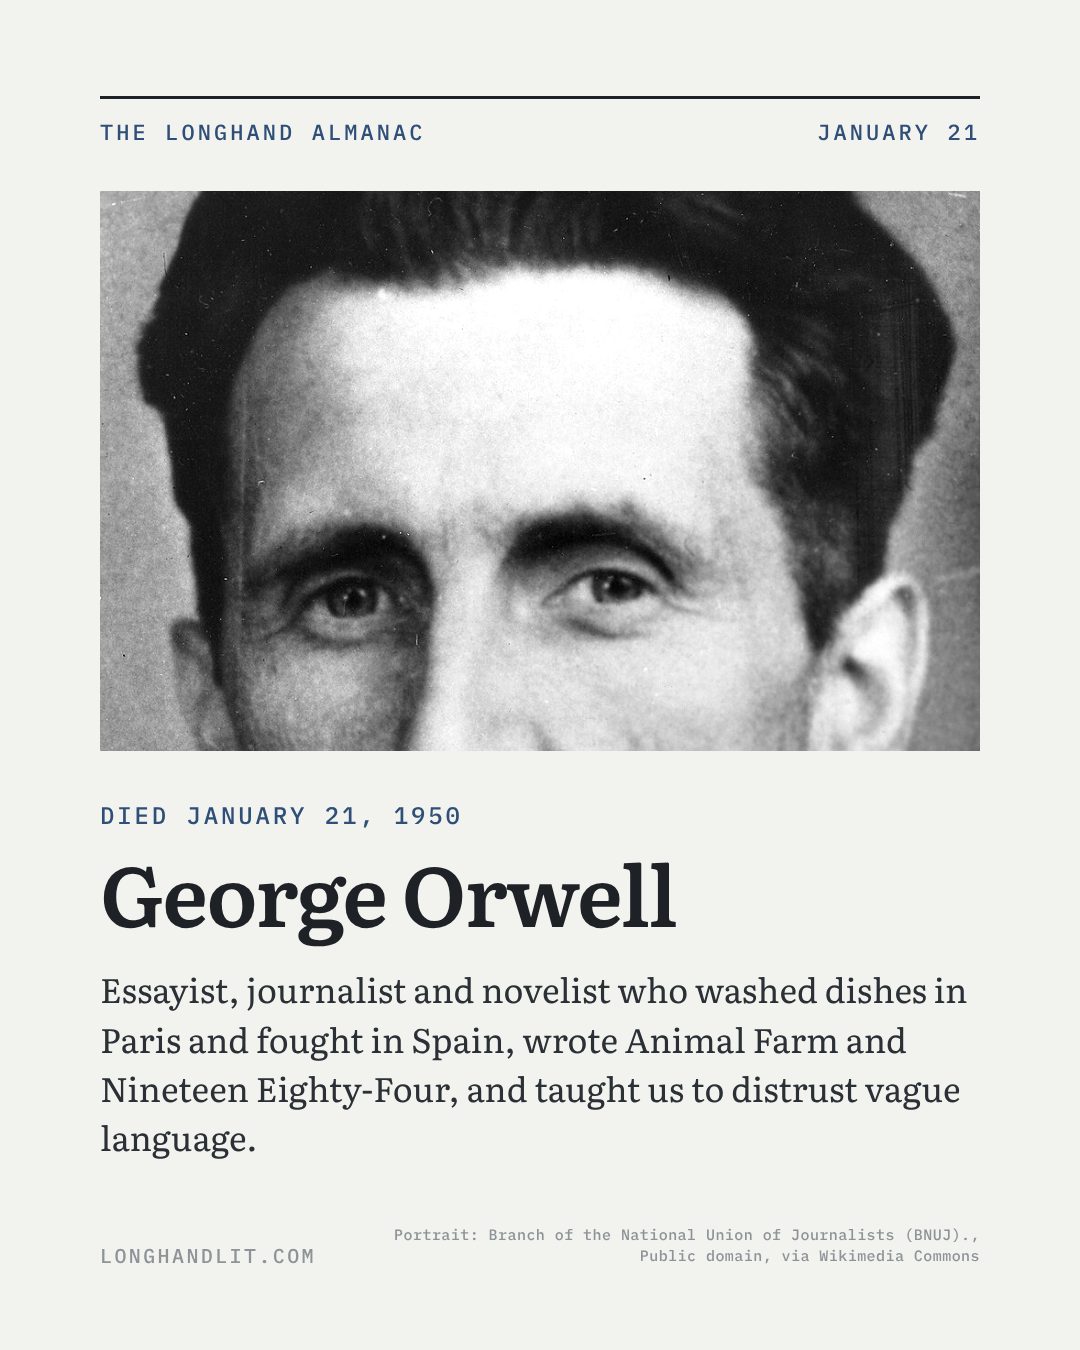 THE LONGHAND ALMANAC
JANUARY 21
DIED JANUARY 21, 1950
George Orwell
Essayist, journalist and novelist who washed dishes in
Paris and fought in Spain, wrote Animal Farm and
Nineteen Eighty-Four, and taught us to distrust vague
language.
Portrait: Branch of the National Union of Journalists (BNUJ).,
Public domain, via Wikimedia Commons
LONGHANDLIT.COM